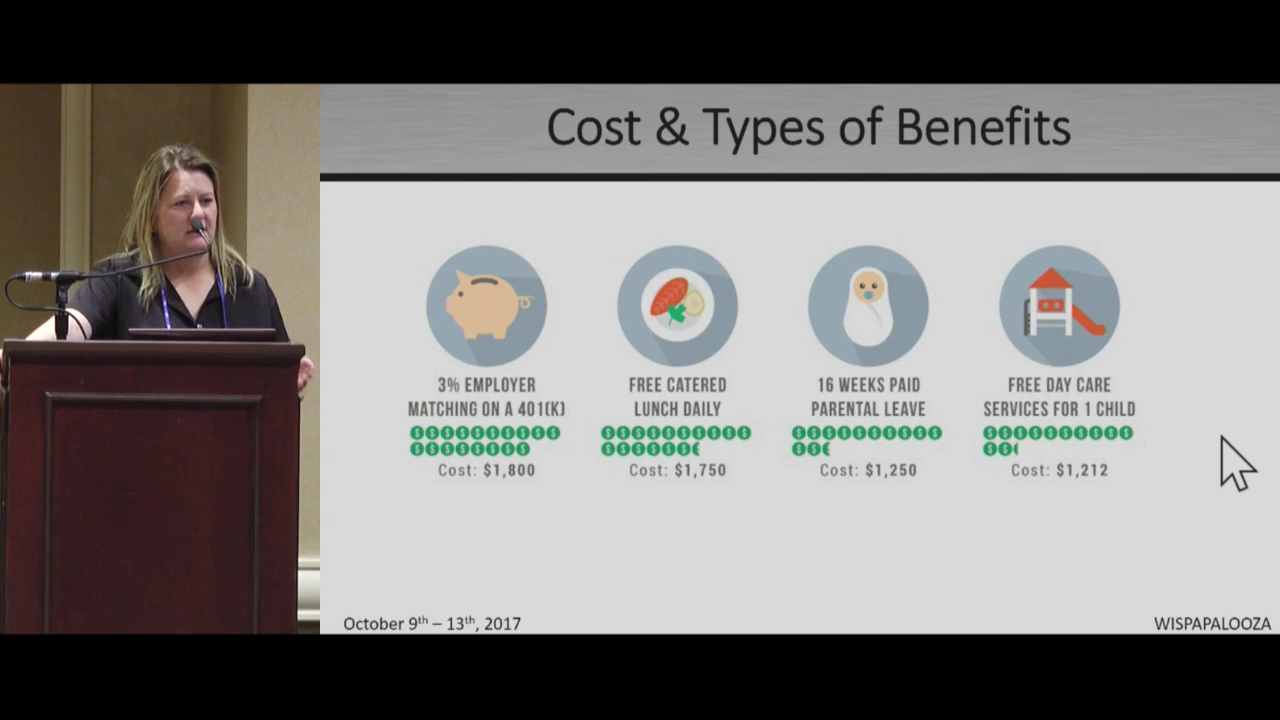 Cost & Types of Benefits
3% EMPLOYER
MATCHING ON A 401(K)
Cost: $1,800
FREE CATERED
LUNCH DAILY
Cost: $1,750
16 WEEKS PAID
PARENTAL LEAVE
Cost: $1,250
FREE DAY CARE
SERVICES FOR 1 CHILD
Cost: $1,212
October 9th – 13th, 2017
WISPAPALOOZA